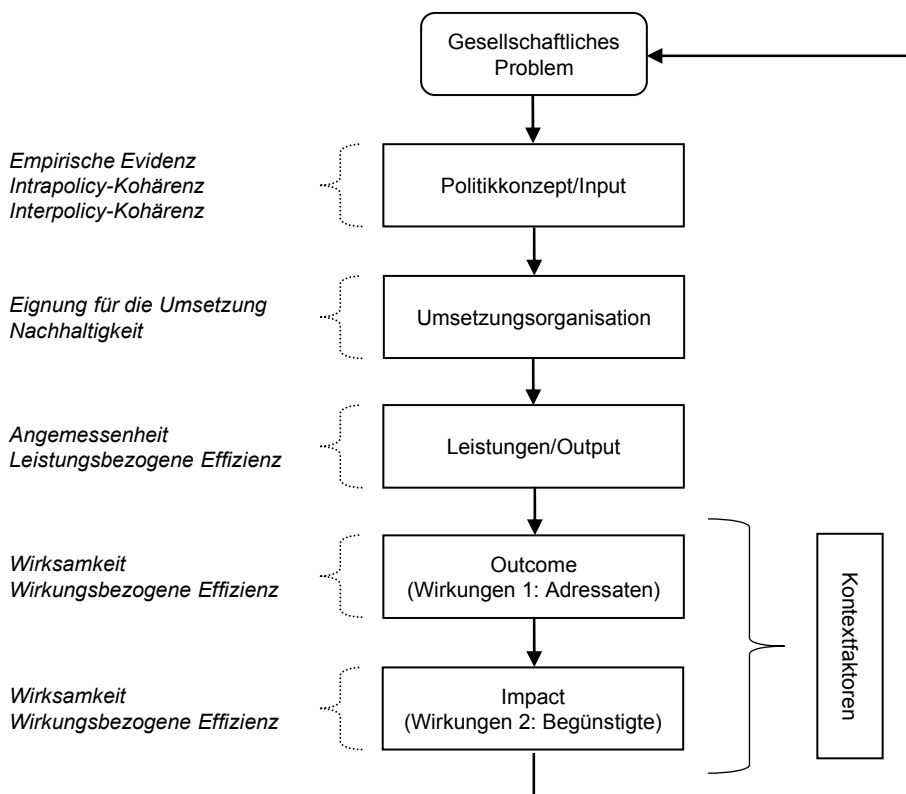 Gesellschaftliches
Problem
Empirische Evidenz
Intrapolicy-Kohärenz
Interpolicy-Kohärenz
Politikkonzept/Input
Eignung für die Umsetzung
Nachhaltigkeit
Umsetzungsorganisation
Angemessenheit
Leistungsbezogene Effizienz
Leistungen/Output
Wirksamkeit
Wirkungsbezogene Effizienz
Outcome
(Wirkungen 1: Adressaten)
Kontextfaktoren
Wirksamkeit
Wirkungsbezogene Effizienz
Impact
(Wirkungen 2: Begünstigte)